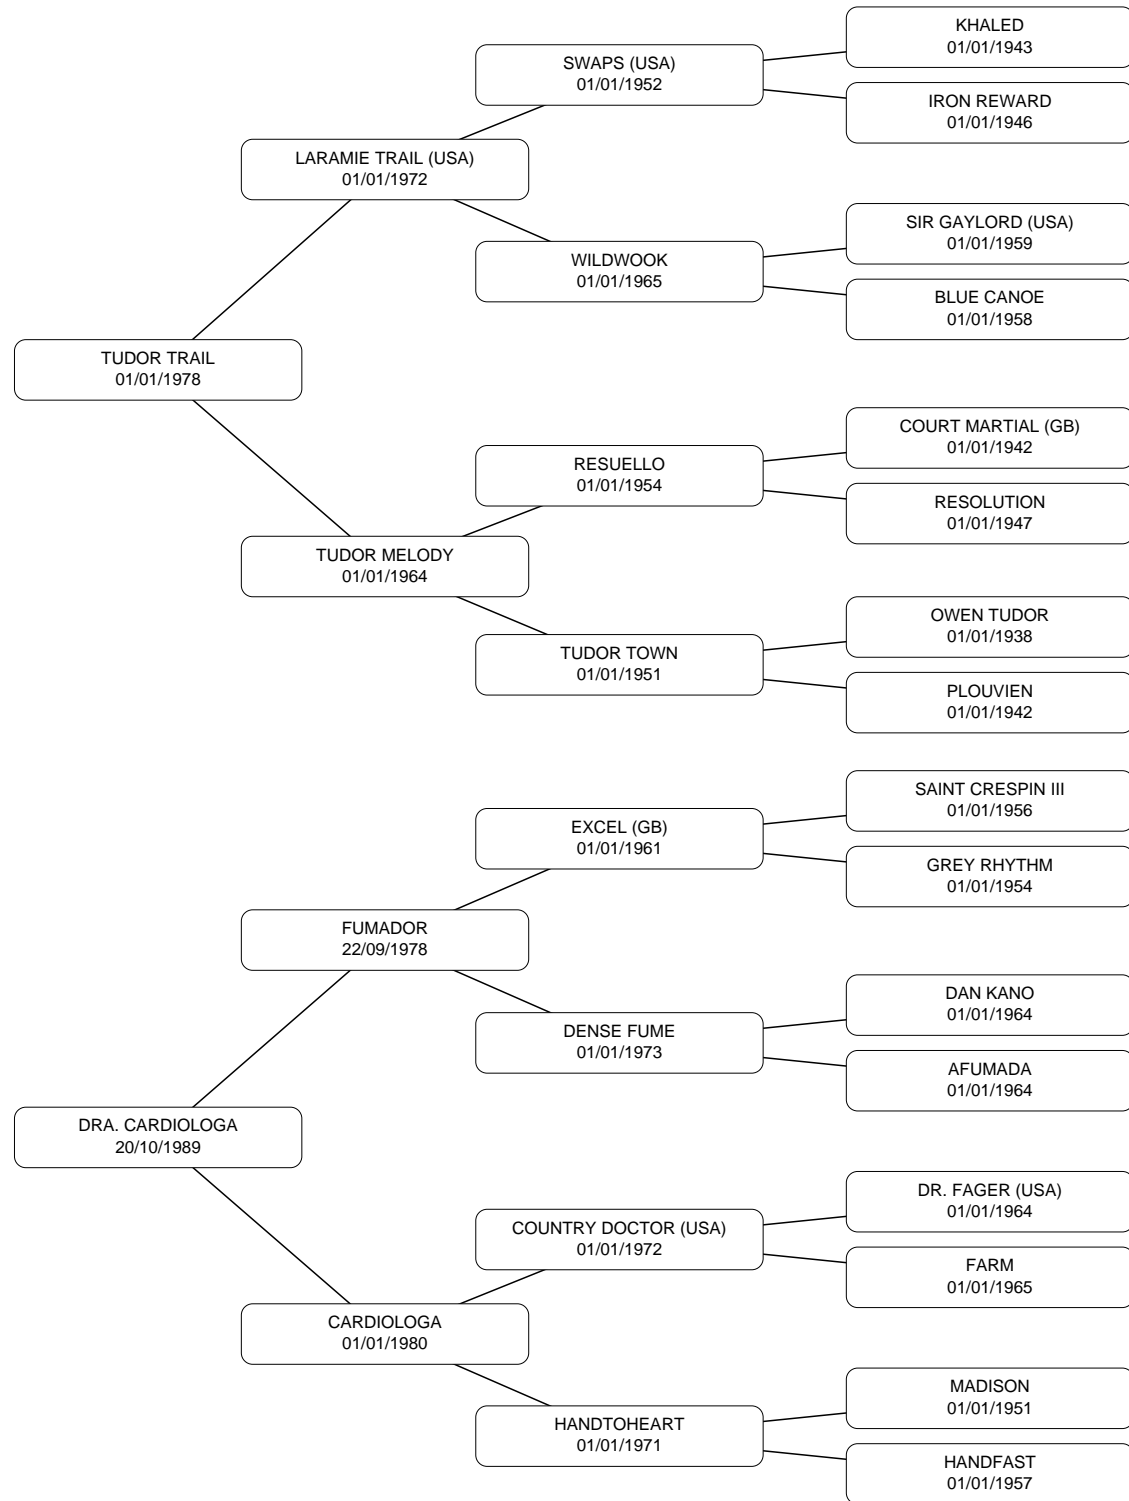 KHALED
01/01/1943
SWAPS (USA)
01/01/1952
IRON REWARD
01/01/1946
LARAMIE TRAIL (USA)
01/01/1972
SIR GAYLORD (USA)
01/01/1959
WILDWOOK
01/01/1965
BLUE CANOE
01/01/1958
TUDOR TRAIL
01/01/1978
COURT MARTIAL (GB)
01/01/1942
RESUELLO
01/01/1954
RESOLUTION
01/01/1947
TUDOR MELODY
01/01/1964
OWEN TUDOR
01/01/1938
TUDOR TOWN
01/01/1951
PLOUVIEN
01/01/1942
SAINT CRESPIN III
01/01/1956
EXCEL (GB)
01/01/1961
GREY RHYTHM
01/01/1954
FUMADOR
22/09/1978
DAN KANO
01/01/1964
DENSE FUME
01/01/1973
AFUMADA
01/01/1964
DRA. CARDIOLOGA
20/10/1989
DR. FAGER (USA)
01/01/1964
COUNTRY DOCTOR (USA)
01/01/1972
FARM
01/01/1965
CARDIOLOGA
01/01/1980
MADISON
01/01/1951
HANDTOHEART
01/01/1971
HANDFAST
01/01/1957